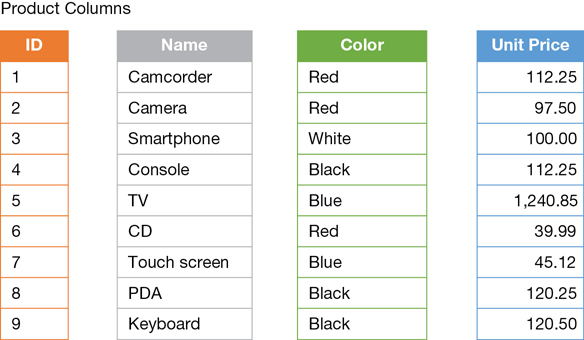 Product Columns
ID Name Color Unit Price
1 Camcorder Red 112.25
2 Camera Red 97.50
3 Smartphone White 100.00
4 Console Black 112.25
5 TV Blue 1,240.85
6 CD Red 39.99
7 Touch screen Blue 45.12
8 PDA Black 120.25
9 Keyboard Black 120.50